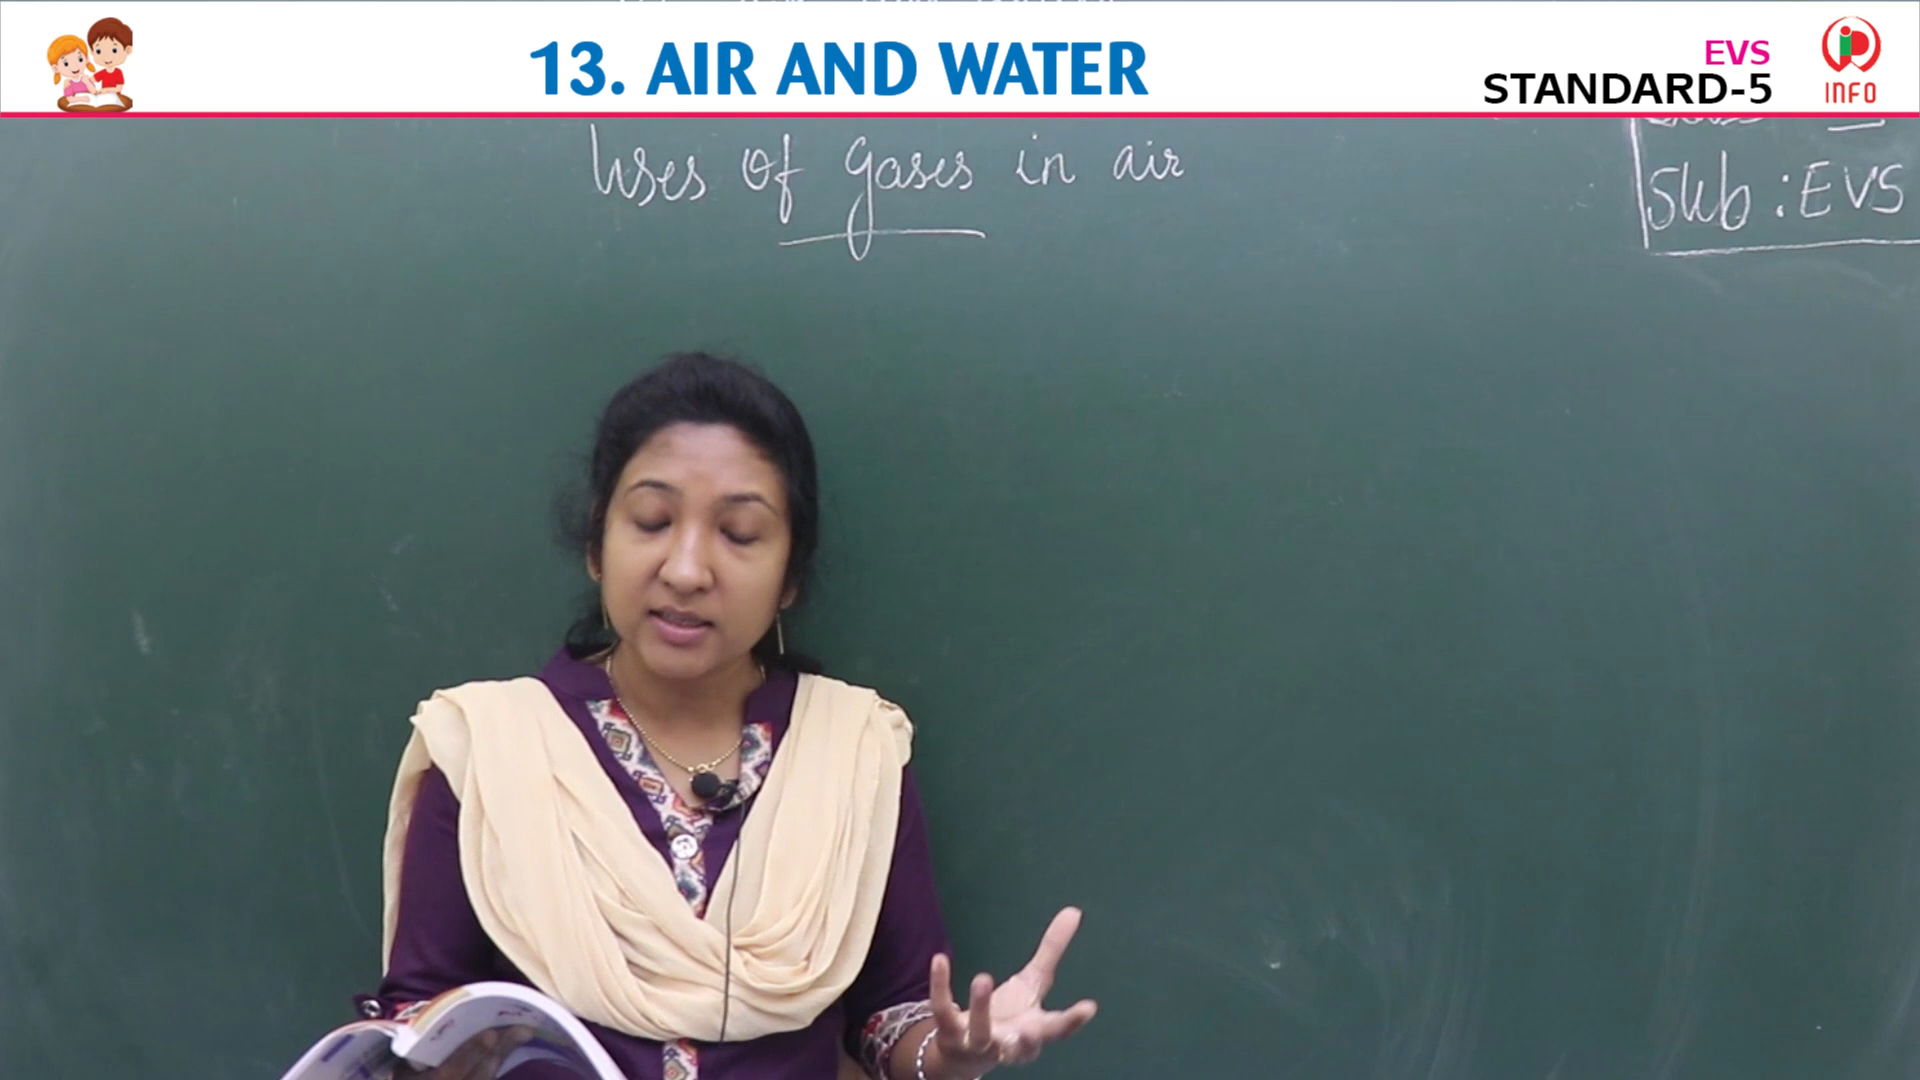 13. AIR AND WATER
EVS
STANDARD-5
INFO
Uses of gases in air
Sub : EVS